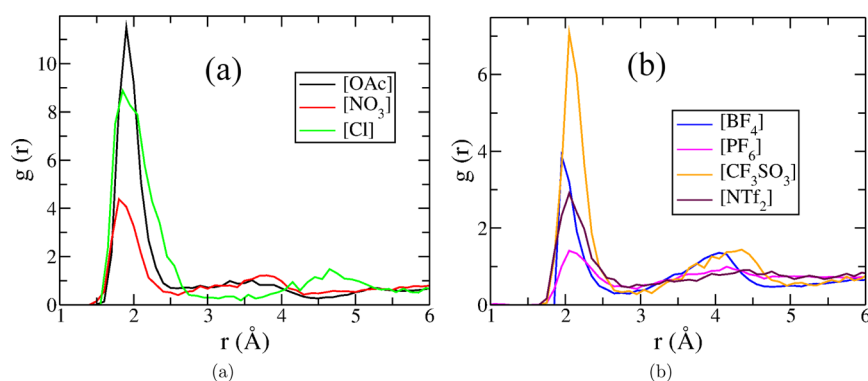 (a)
[OAc]
[NO3]
[Cl]
g (r)
10
8
6
4
2
0
1 2 3 4 5 6
r (Å)
(a)
(b)
[BF4]
[PF6]
[CF3SO3]
[NTf2]
g (r)
6
4
2
0
1 2 3 4 5 6
r (Å)
(b)